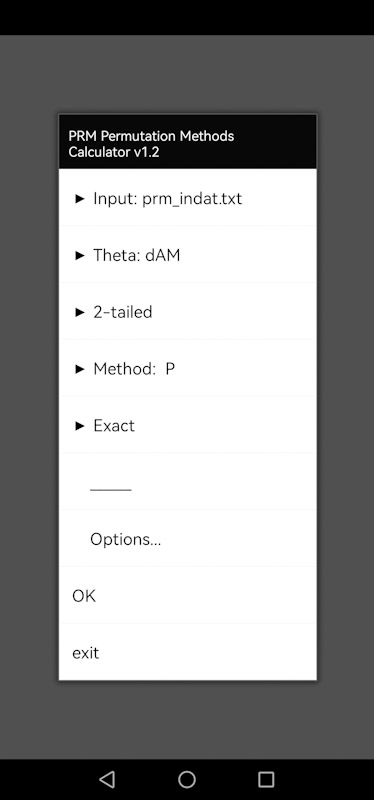 PRM Permutation Methods
Calculator v1.2
► Input: prm_indat.txt
► Theta: dAM
► 2-tailed
► Method:  P
► Exact
_____
Options...
OK
exit